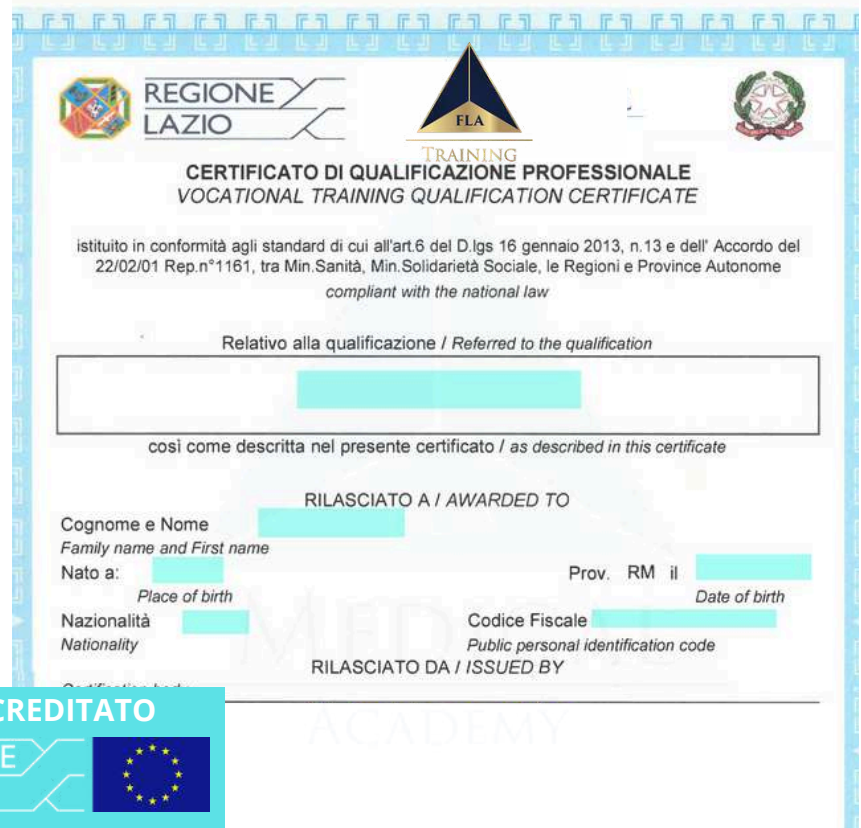 REGIONE
LAZIO
FLA
TRAINING
CERTIFICATO DI QUALIFICAZIONE PROFESSIONALE
VOCATIONAL TRAINING QUALIFICATION CERTIFICATE
istituito in conformità agli standard di cui all'art.6 del D.lgs 16 gennaio 2013, n.13 e dell' Accordo del
22/02/01 Rep.n°1161, tra Min.Sanità, Min.Solidarietà Sociale, le Regioni e Province Autonome
compliant with the national law
Relativo alla qualificazione / Referred to the qualification
così come descritta nel presente certificato / as described in this certificate
RILASCIATO A / AWARDED TO
Cognome e Nome
Family name and First name
Nato a: Prov. RM il
Place of birth Date of birth
Nazionalità Codice Fiscale
Nationality Public personal identification code
RILASCIATO DA / ISSUED BY
MEDICAL
ACADEMY
CREDITATO
E